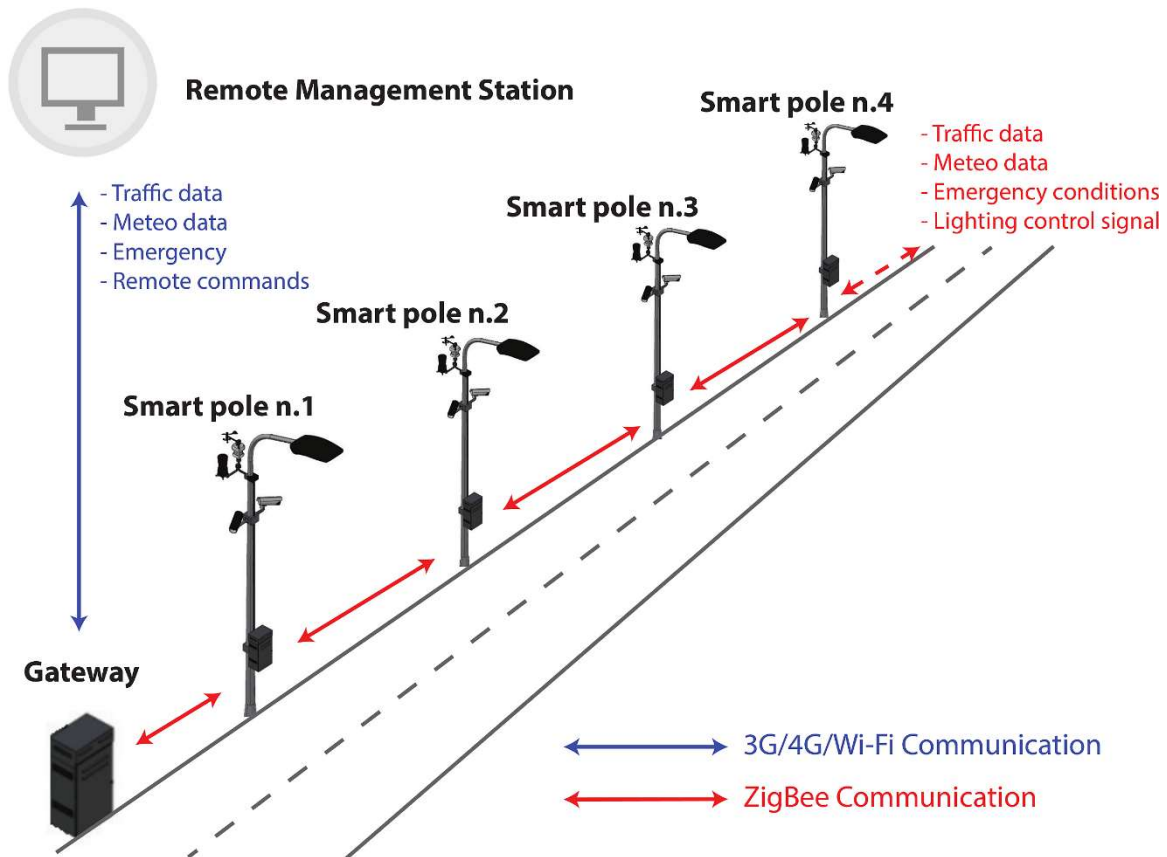 Remote Management Station
Smart pole n.4
- Traffic data
- Meteo data
- Emergency conditions
- Lighting control signal
- Traffic data
- Meteo data
- Emergency
- Remote commands
Smart pole n.3
Smart pole n.2
Smart pole n.1
Gateway
3G/4G/Wi-Fi Communication
ZigBee Communication